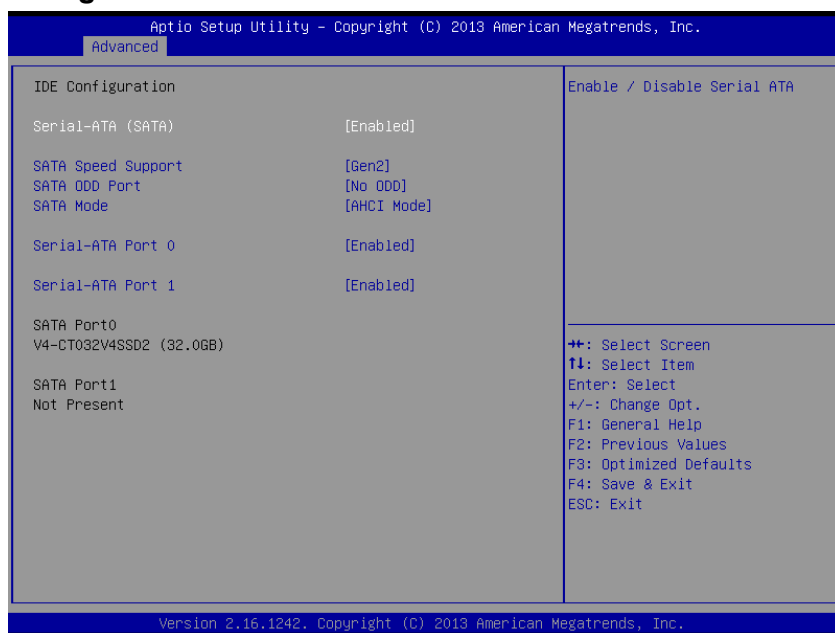 Aptio Setup Utility – Copyright (C) 2013 American Megatrends, Inc.
Advanced
IDE Configuration
Serial-ATA (SATA) [Enabled]
SATA Speed Support [Gen2]
SATA ODD Port [No ODD]
SATA Mode [AHCI Mode]
Serial-ATA Port 0 [Enabled]
Serial-ATA Port 1 [Enabled]
SATA Port0
V4-CT032V4SSD2 (32.0GB)
SATA Port1
Not Present
Enable / Disable Serial ATA
→←: Select Screen
↑↓: Select Item
Enter: Select
+/-: Change Opt.
F1: General Help
F2: Previous Values
F3: Optimized Defaults
F4: Save & Exit
ESC: Exit
Version 2.16.1242. Copyright (C) 2013 American Megatrends, Inc.